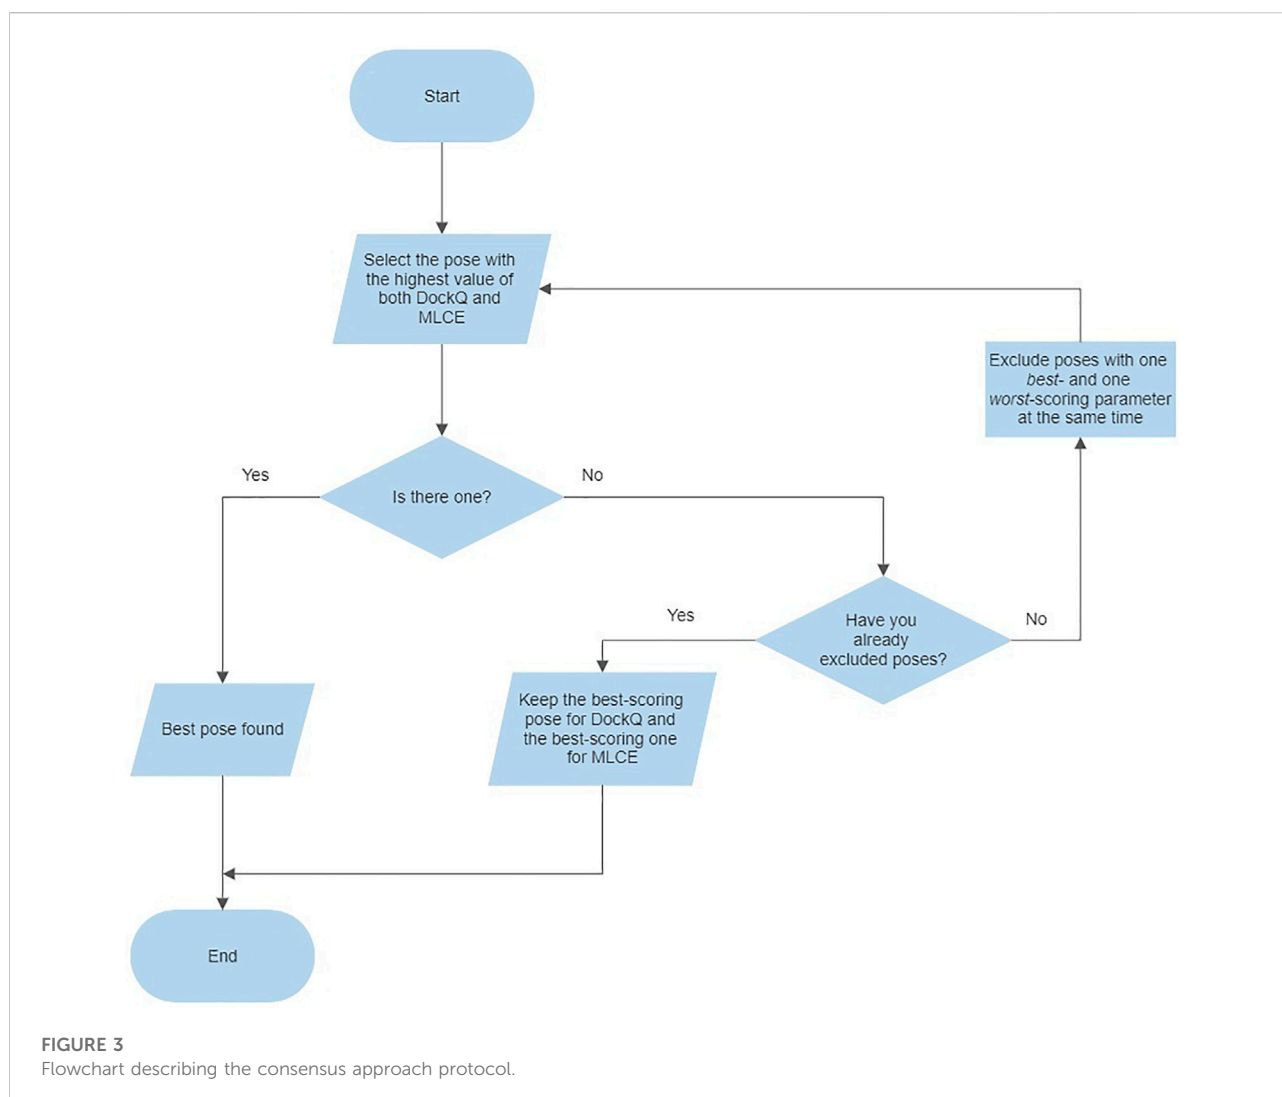 Start
Select the pose with
the highest value of
both DockQ and
MLCE
Exclude poses with one
best- and one
worst-scoring parameter
at the same time
Yes
Is there one?
No
Yes
Have you
already
excluded poses?
No
Best pose found
Keep the best-scoring
pose for DockQ and
the best-scoring one
for MLCE
End
FIGURE 3
Flowchart describing the consensus approach protocol.